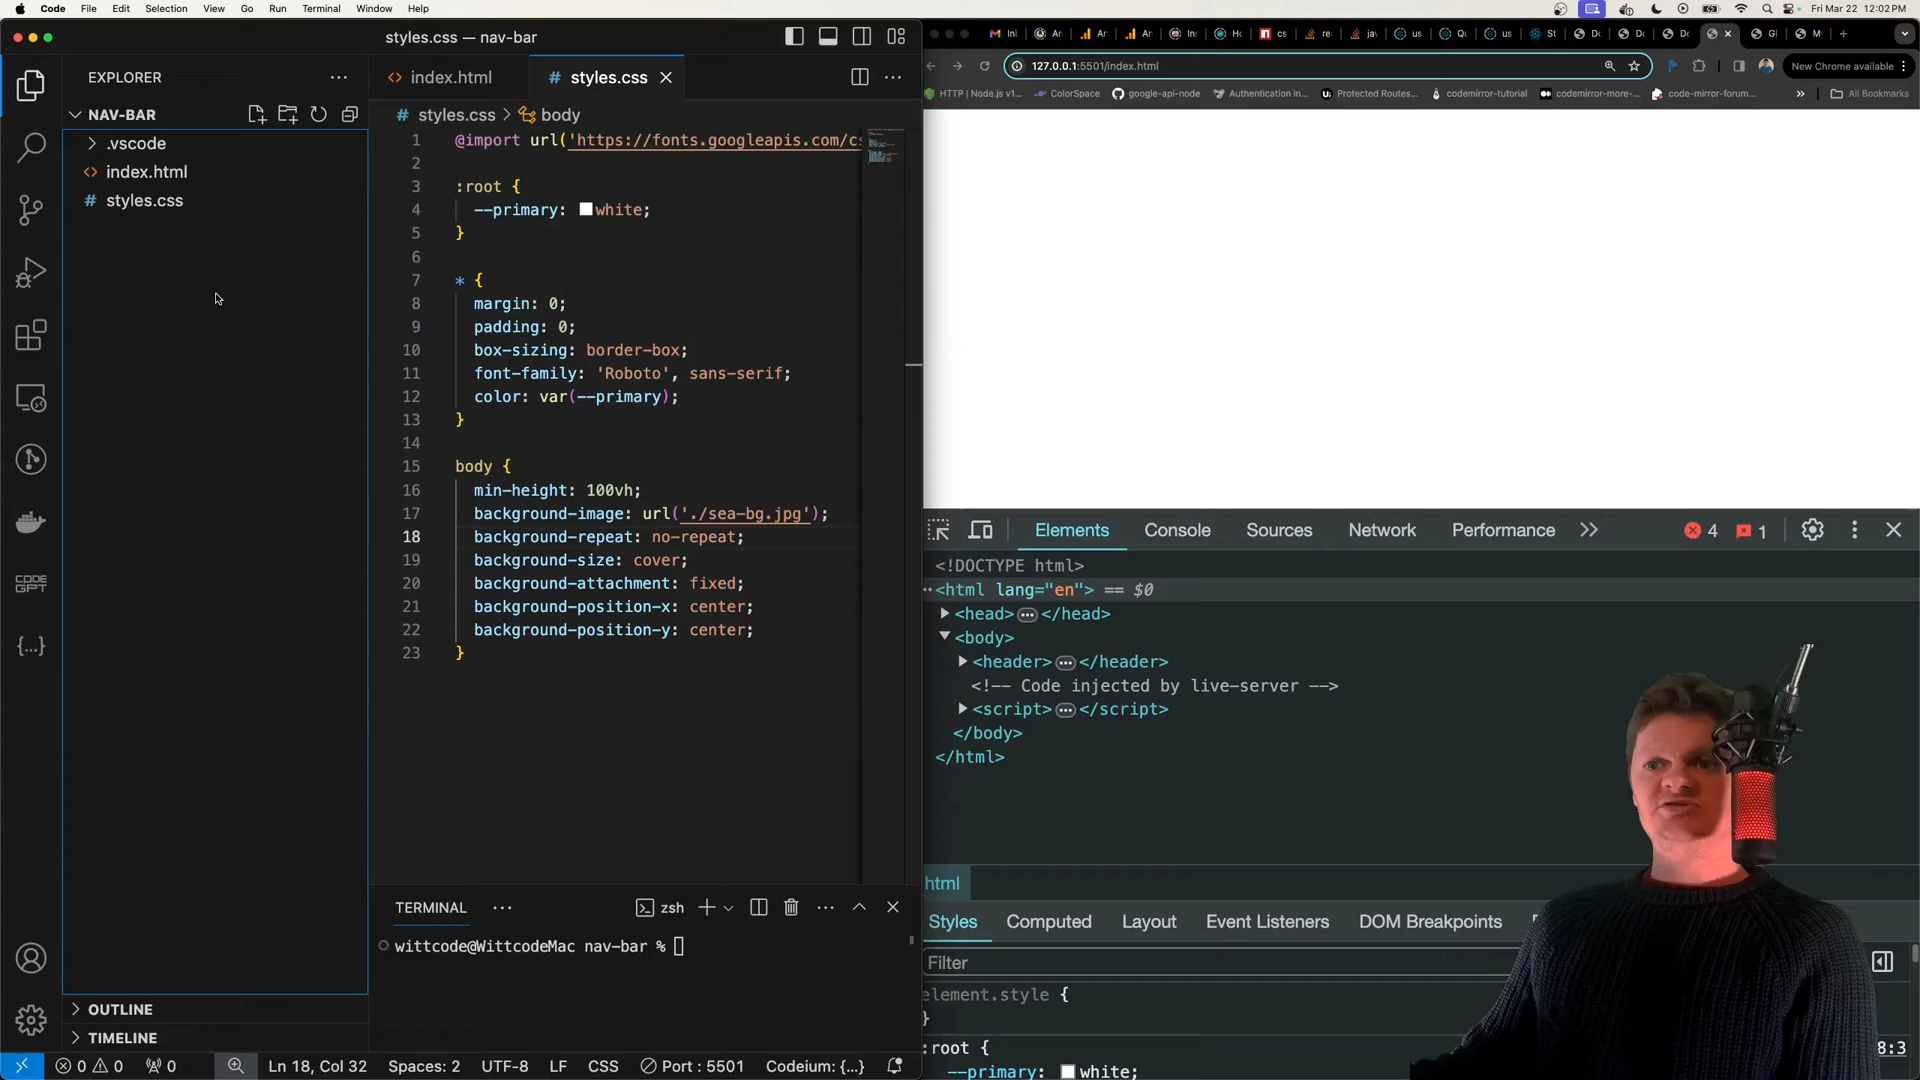 Code File Edit Selection View Go Run Terminal Window Help
Fri Mar 22 12:02 PM
styles.css — nav-bar
EXPLORER
NAV-BAR
.vscode
index.html
styles.css
OUTLINE
TIMELINE
CODE GPT
index.html
styles.css
styles.css > body
1 @import url('https://fonts.googleapis.com/cs
2
3 :root {
4 --primary: white;
5 }
6
7 * {
8 margin: 0;
9 padding: 0;
10 box-sizing: border-box;
11 font-family: 'Roboto', sans-serif;
12 color: var(--primary);
13 }
14
15 body {
16 min-height: 100vh;
17 background-image: url('./sea-bg.jpg');
18 background-repeat: no-repeat;
19 background-size: cover;
20 background-attachment: fixed;
21 background-position-x: center;
22 background-position-y: center;
23 }
TERMINAL
zsh
wittcode@WittcodeMac nav-bar %
0 0 0 Ln 18, Col 32 Spaces: 2 UTF-8 LF CSS Port : 5501 Codeium: {...}
127.0.0.1:5501/index.html
New Chrome available
HTTP | Node.js v1... ColorSpace google-api-node Authentication in... Protected Routes... codemirror-tutorial codemirror-more-... code-mirror-forum... All Bookmarks
Elements Console Sources Network Performance 4 1
<!DOCTYPE html>
<html lang="en"> == $0
<head> ... </head>
<body>
<header> ... </header>
<!-- Code injected by live-server -->
<script> ... </script>
</body>
</html>
html
Styles Computed Layout Event Listeners DOM Breakpoints
Filter
element.style {
}
:root {
8:3
--primary: white;